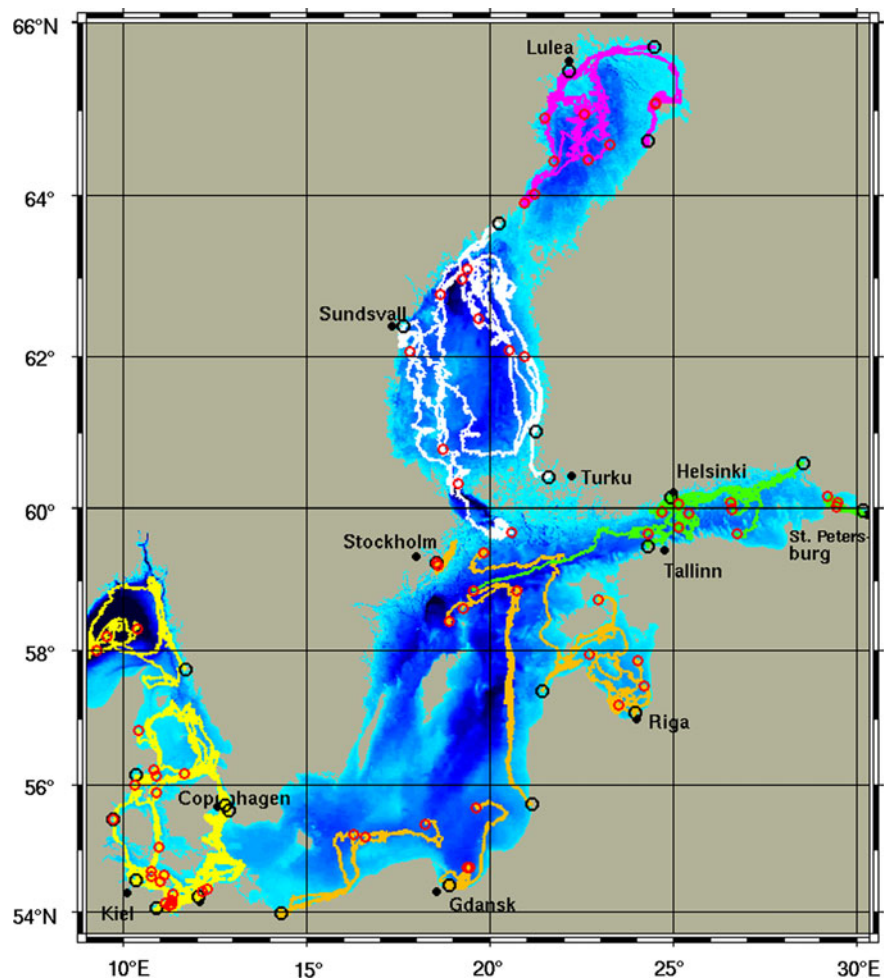 66°N
Lulea
64°
Sundsvall
62°
Turku
Helsinki
60°
Stockholm
St. Peters-
burg
Tallinn
58°
Riga
56°
Copnhagen
Kiel
Gdansk
54°N
10°E
15°
20°
25°
30°E